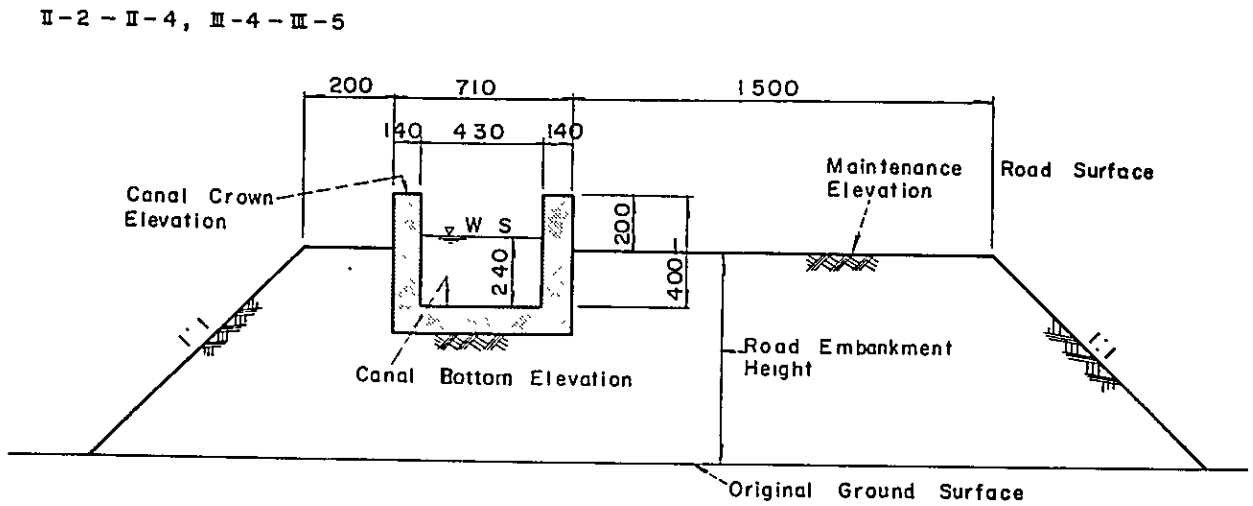 Ⅱ-2 ~ Ⅱ-4, Ⅲ-4-Ⅲ-5
200
710
1500
140
430
140
Canal Crown
Elevation
W S
Maintenance
Elevation
Road Surface
200
240
400
1:1
1:1
Road Embankment
Height
Canal Bottom Elevation
Original Ground Surface